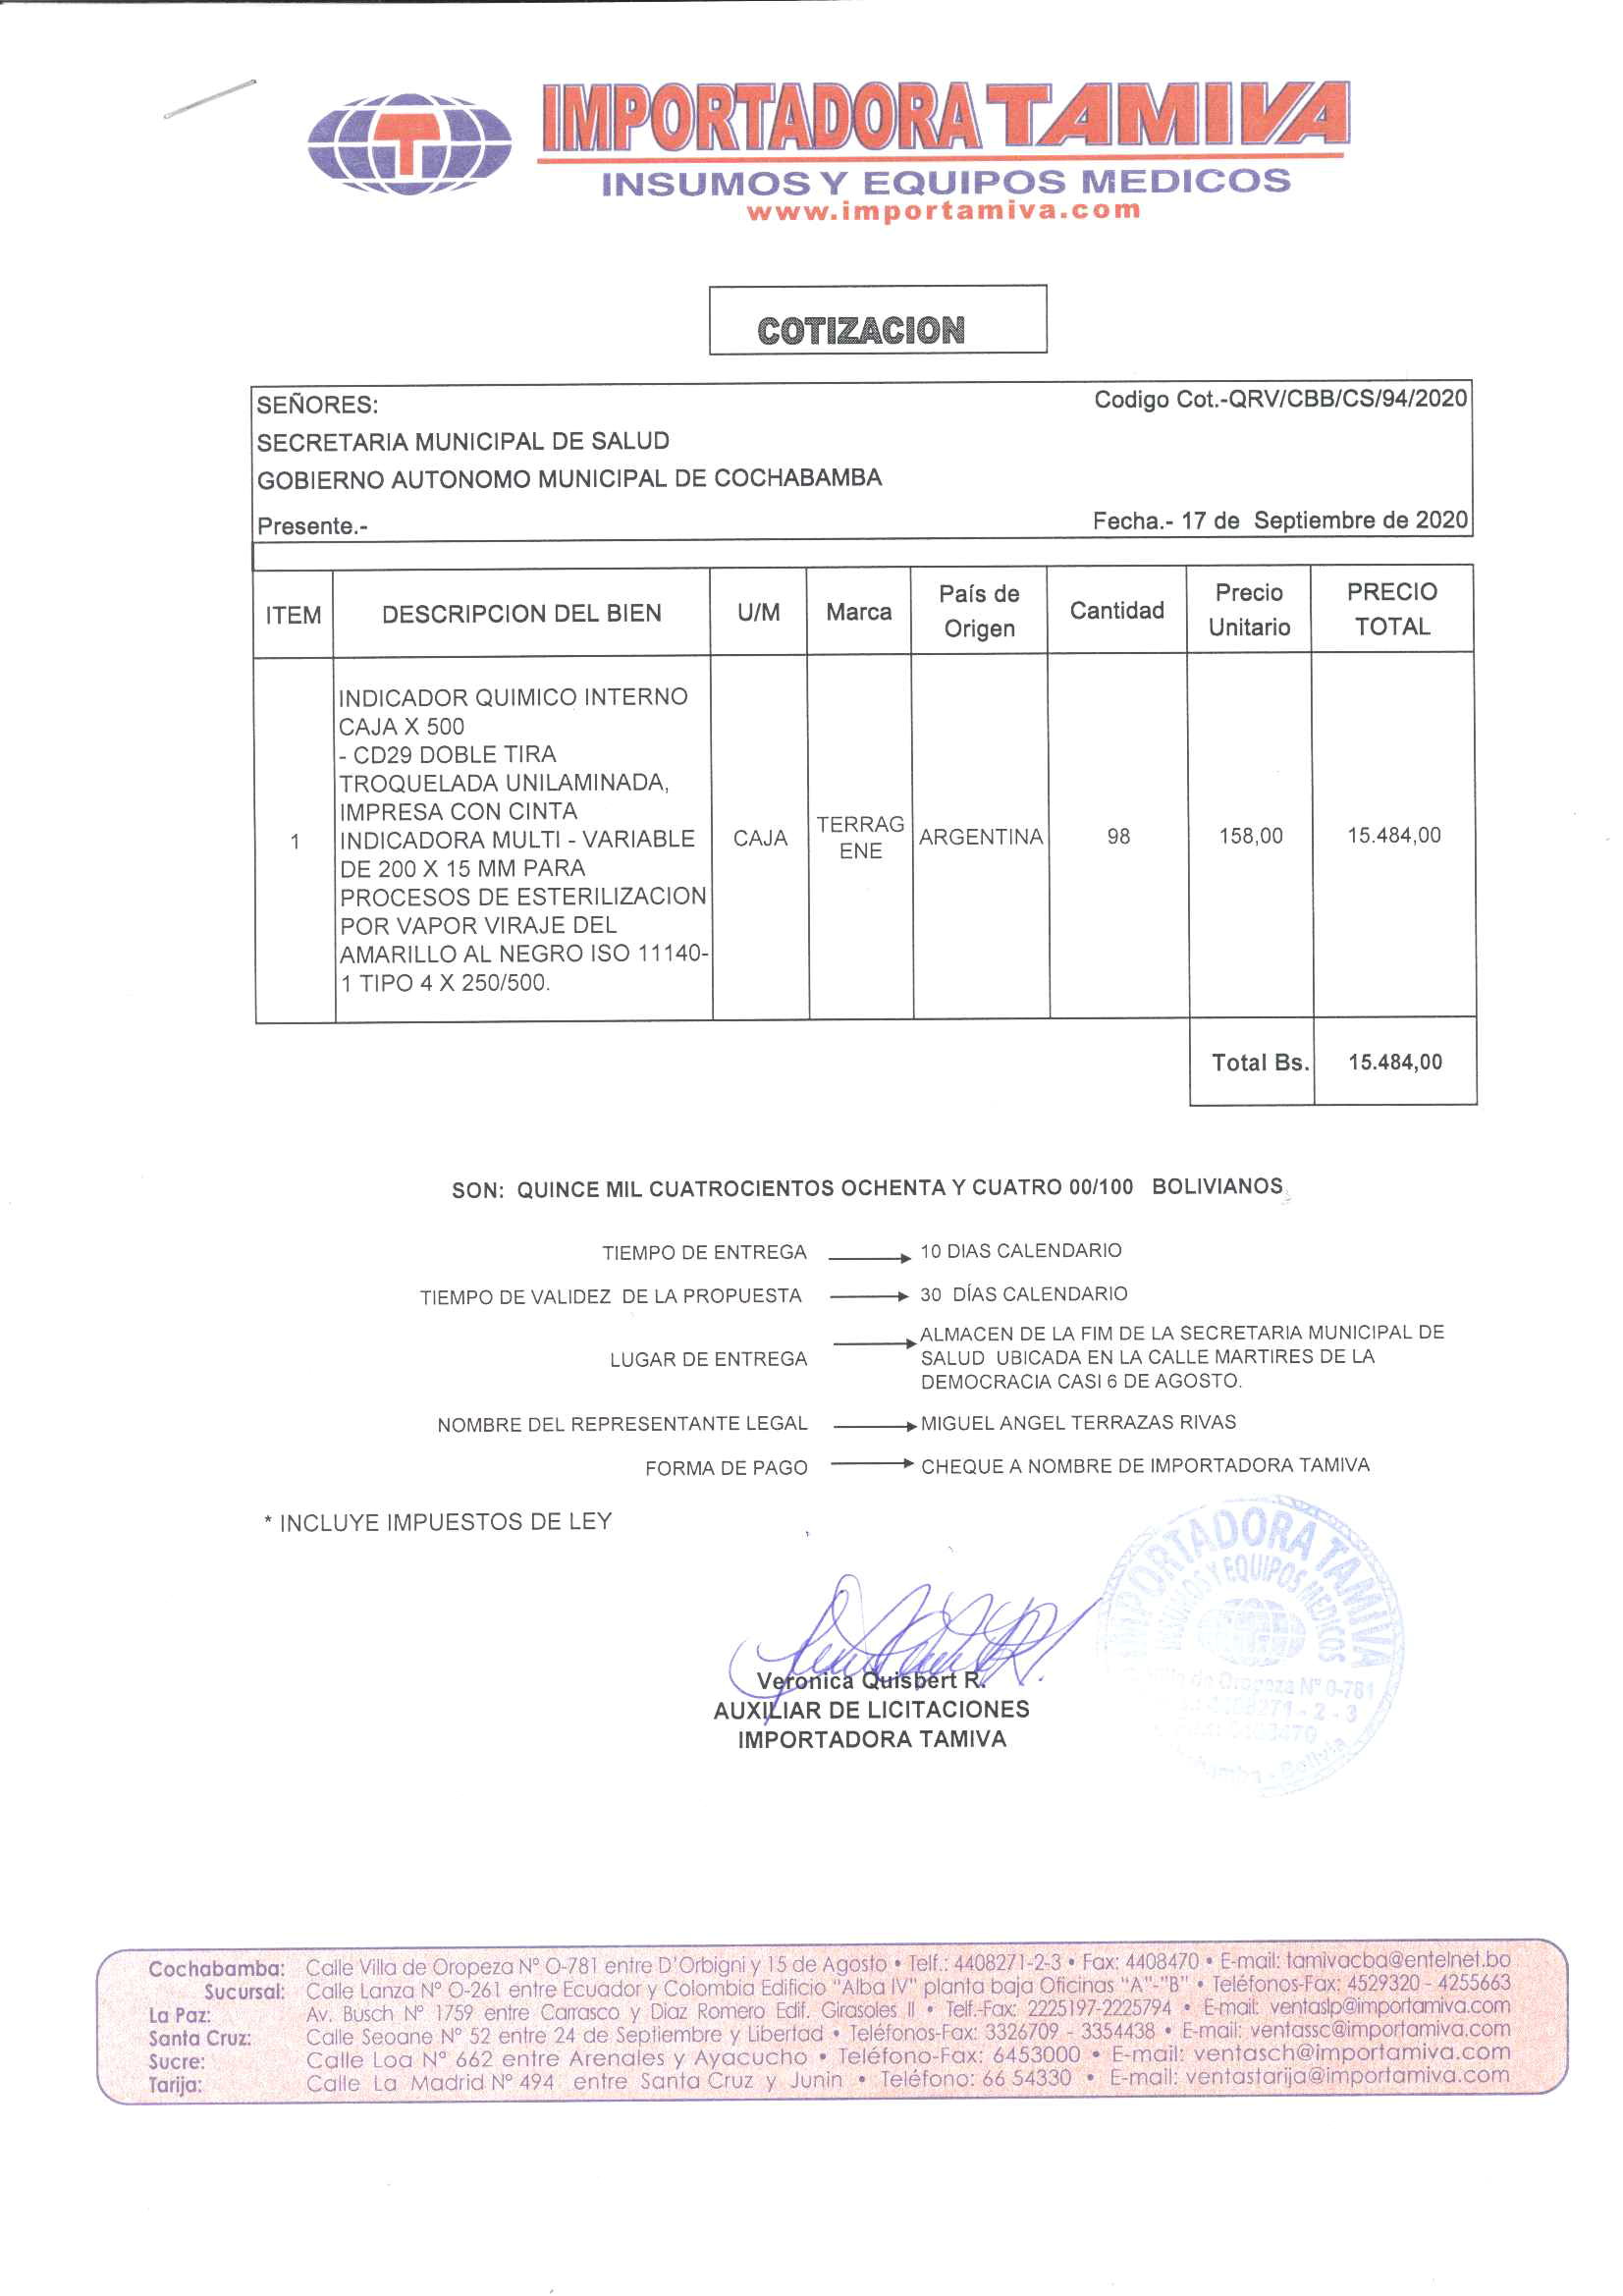 IMPORTADORA TAMIVA
INSUMOS Y EQUIPOS MEDICOS
www.importamiva.com
COTIZACION
SEÑORES:
Codigo Cot.-QRV/CBB/CS/94/2020
SECRETARIA MUNICIPAL DE SALUD
GOBIERNO AUTONOMO MUNICIPAL DE COCHABAMBA
Presente.-
Fecha.- 17 de Septiembre de 2020
ITEM DESCRIPCION DEL BIEN U/M Marca País de Origen Cantidad Precio Unitario PRECIO TOTAL
INDICADOR QUIMICO INTERNO
CAJA X 500
- CD29 DOBLE TIRA
TROQUELADA UNILAMINADA,
IMPRESA CON CINTA
INDICADORA MULTI - VARIABLE
DE 200 X 15 MM PARA
PROCESOS DE ESTERILIZACION
POR VAPOR VIRAJE DEL
AMARILLO AL NEGRO ISO 11140-
1 TIPO 4 X 250/500.
1 CAJA TERRAG ENE ARGENTINA 98 158,00 15.484,00
Total Bs. 15.484,00
SON: QUINCE MIL CUATROCIENTOS OCHENTA Y CUATRO 00/100 BOLIVIANOS
TIEMPO DE ENTREGA → 10 DIAS CALENDARIO
TIEMPO DE VALIDEZ DE LA PROPUESTA → 30 DÍAS CALENDARIO
LUGAR DE ENTREGA → ALMACEN DE LA FIM DE LA SECRETARIA MUNICIPAL DE
SALUD UBICADA EN LA CALLE MARTIRES DE LA
DEMOCRACIA CASI 6 DE AGOSTO.
NOMBRE DEL REPRESENTANTE LEGAL → MIGUEL ANGEL TERRAZAS RIVAS
FORMA DE PAGO → CHEQUE A NOMBRE DE IMPORTADORA TAMIVA
* INCLUYE IMPUESTOS DE LEY
IMPORTADORA TAMIVA
INSUMOS Y EQUIPOS MEDICOS
de Oropeza Nº 0-781
Veronica Quisbert R.
AUXILIAR DE LICITACIONES
IMPORTADORA TAMIVA
Cochabamba: Calle Villa de Oropeza Nº O-781 entre D'Orbigni y 15 de Agosto • Telf.: 4408271-2-3 • Fax: 4408470 • E-mail: tamivacba@entelnet.bo
Sucursal: Calle Lanza Nº O-261 entre Ecuador y Colombia Edificio "Alba IV" planta baja Oficinas "A"-"B" • Teléfonos-Fax: 4529320 - 4255663
La Paz: Av. Busch Nº 1759 entre Carrasco y Diaz Romero Edif. Girasoles II • Telf.-Fax: 2225197-2225794 • E-mail: ventaslp@importamiva.com
Santa Cruz: Calle Seoane Nº 52 entre 24 de Septiembre y Libertad • Teléfonos-Fax: 3326709 - 3354438 • E-mail: ventassc@importamiva.com
Sucre: Calle Loa Nº 662 entre Arenales y Ayacucho • Teléfono-Fax: 6453000 • E-mail: ventasch@importamiva.com
Tarija: Calle La Madrid Nº 494 entre Santa Cruz y Junin • Teléfono: 66 54330 • E-mail: ventastarija@importamiva.com